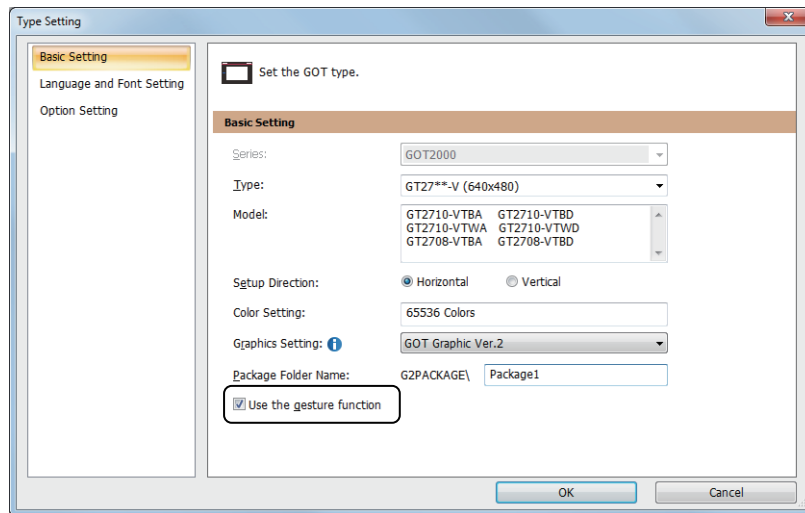 Type Setting
Basic Setting
Language and Font Setting
Option Setting
Set the GOT type.
Basic Setting
Series: GOT2000
Type: GT27**-V (640x480)
Model: GT2710-VTBA GT2710-VTBD
GT2710-VTWA GT2710-VTWD
GT2708-VTBA GT2708-VTBD
Setup Direction: Horizontal Vertical
Color Setting: 65536 Colors
Graphics Setting: GOT Graphic Ver.2
Package Folder Name: G2PACKAGE\ Package1
Use the gesture function
OK Cancel